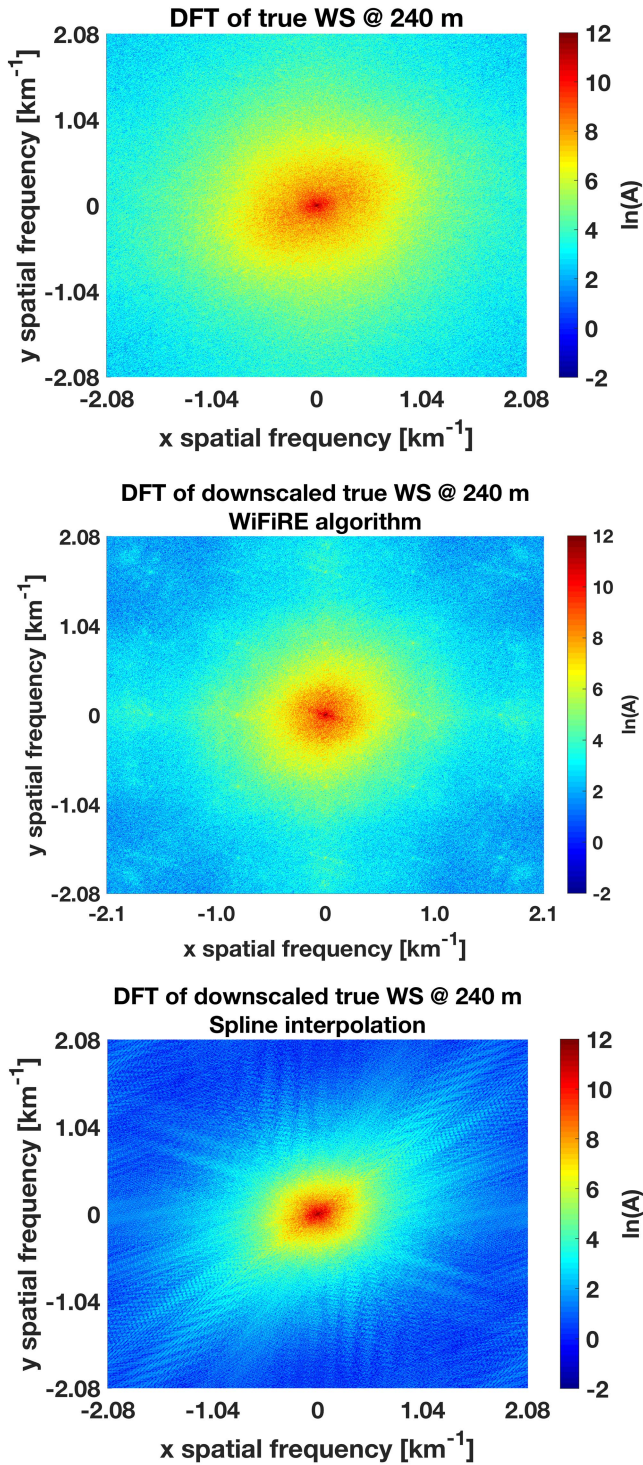 DFT of true WS @ 240 m
2.08
1.04
0
-1.04
-2.08
y spatial frequency [km⁻¹]
-2.08 -1.04 0 1.04 2.08
x spatial frequency [km⁻¹]
12
10
8
6
4
2
0
-2
ln(A)
DFT of downscaled true WS @ 240 m
WiFiRE algorithm
2.08
1.04
0
-1.04
-2.08
y spatial frequency [km⁻¹]
-2.1 -1.0 0 1.0 2.1
x spatial frequency [km⁻¹]
12
10
8
6
4
2
0
-2
ln(A)
DFT of downscaled true WS @ 240 m
Spline interpolation
2.08
1.04
0
-1.04
-2.08
y spatial frequency [km⁻¹]
-2.08 -1.04 0 1.04 2.08
x spatial frequency [km⁻¹]
12
10
8
6
4
2
0
-2
ln(A)